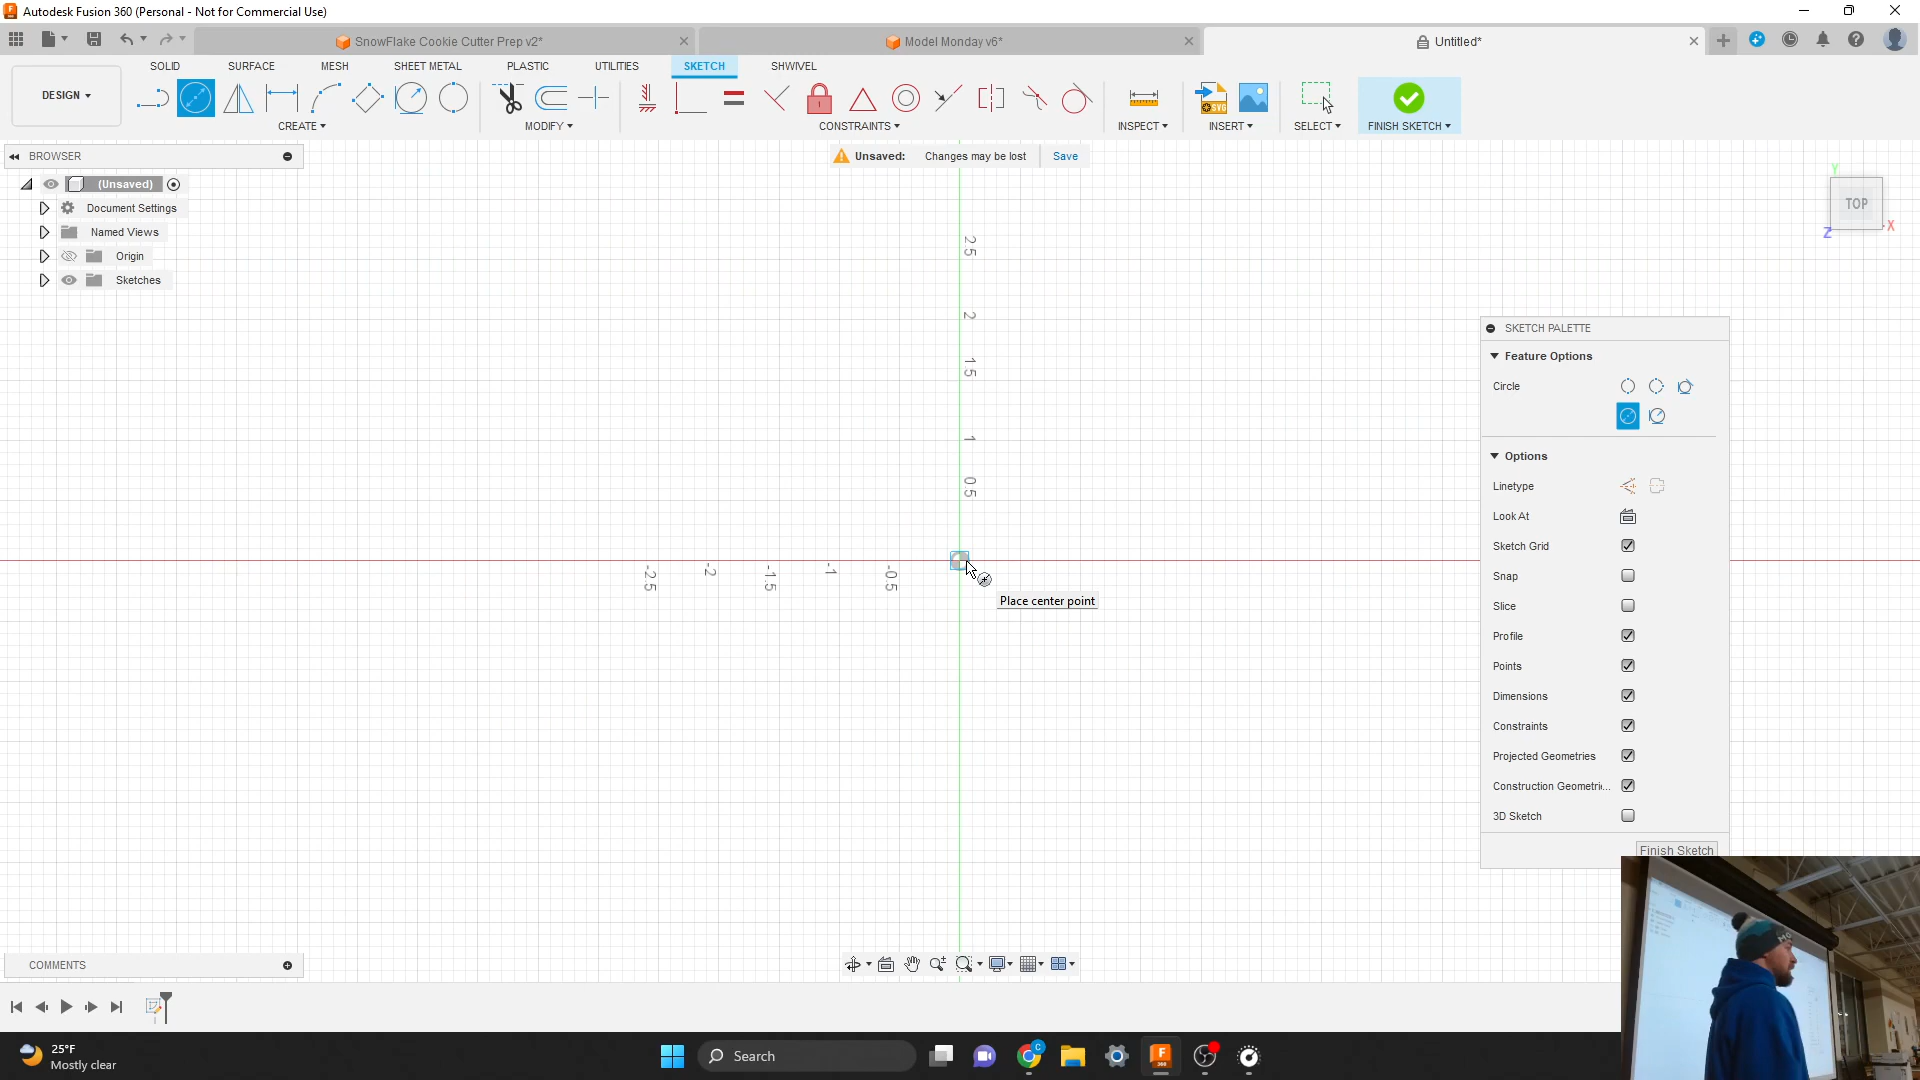 Autodesk Fusion 360 (Personal - Not for Commercial Use)
SnowFlake Cookie Cutter Prep v2*
Model Monday v6*
Untitled*
SOLID SURFACE MESH SHEET METAL PLASTIC UTILITIES SKETCH SHWIVEL
DESIGN
CREATE MODIFY CONSTRAINTS INSPECT INSERT SELECT FINISH SKETCH
SVG
BROWSER
Unsaved: Changes may be lost Save
(Unsaved)
Document Settings
Named Views
Origin
Sketches
Y
TOP
X
Z
2.5
2
1.5
1
0.5
-2.5 -2 -1.5 -1 -0.5
Place center point
SKETCH PALETTE
Feature Options
Circle
Options
Linetype
Look At
Sketch Grid
Snap
Slice
Profile
Points
Dimensions
Constraints
Projected Geometries
Construction Geometri...
3D Sketch
Finish Sketch
COMMENTS
25°F
Mostly clear
Search
C
F
360